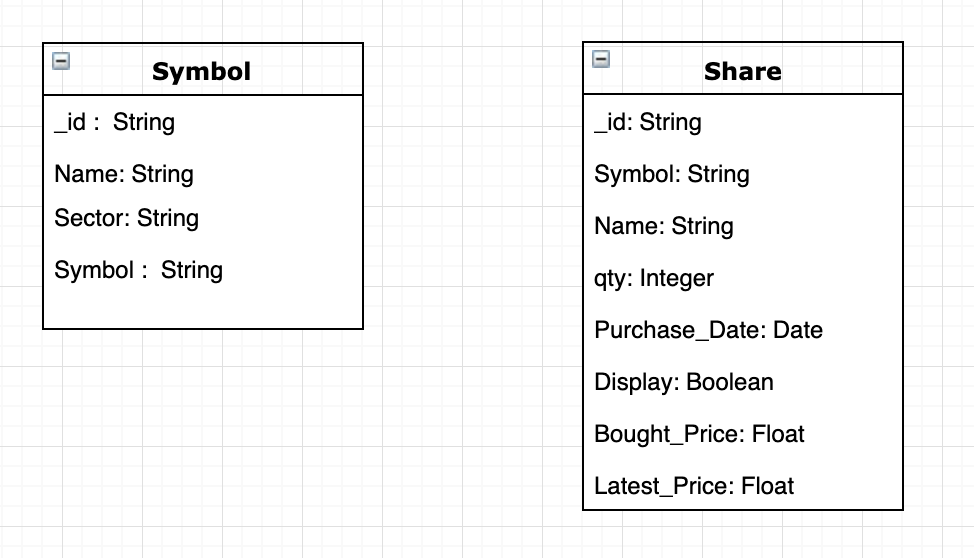 Symbol
_id :  String
Name: String
Sector: String
Symbol :  String
Share
_id: String
Symbol: String
Name: String
qty: Integer
Purchase_Date: Date
Display: Boolean
Bought_Price: Float
Latest_Price: Float